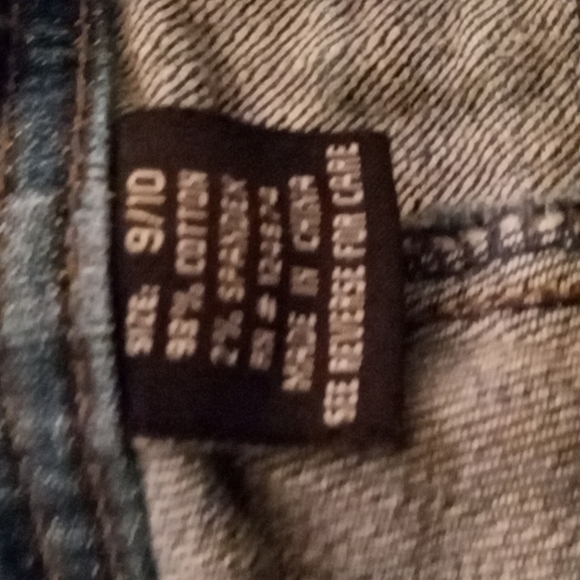 SIZE: 9/10
98% COTTON
2% SPANDEX
RN #
MADE IN CHINA
SEE REVERSE FOR CARE